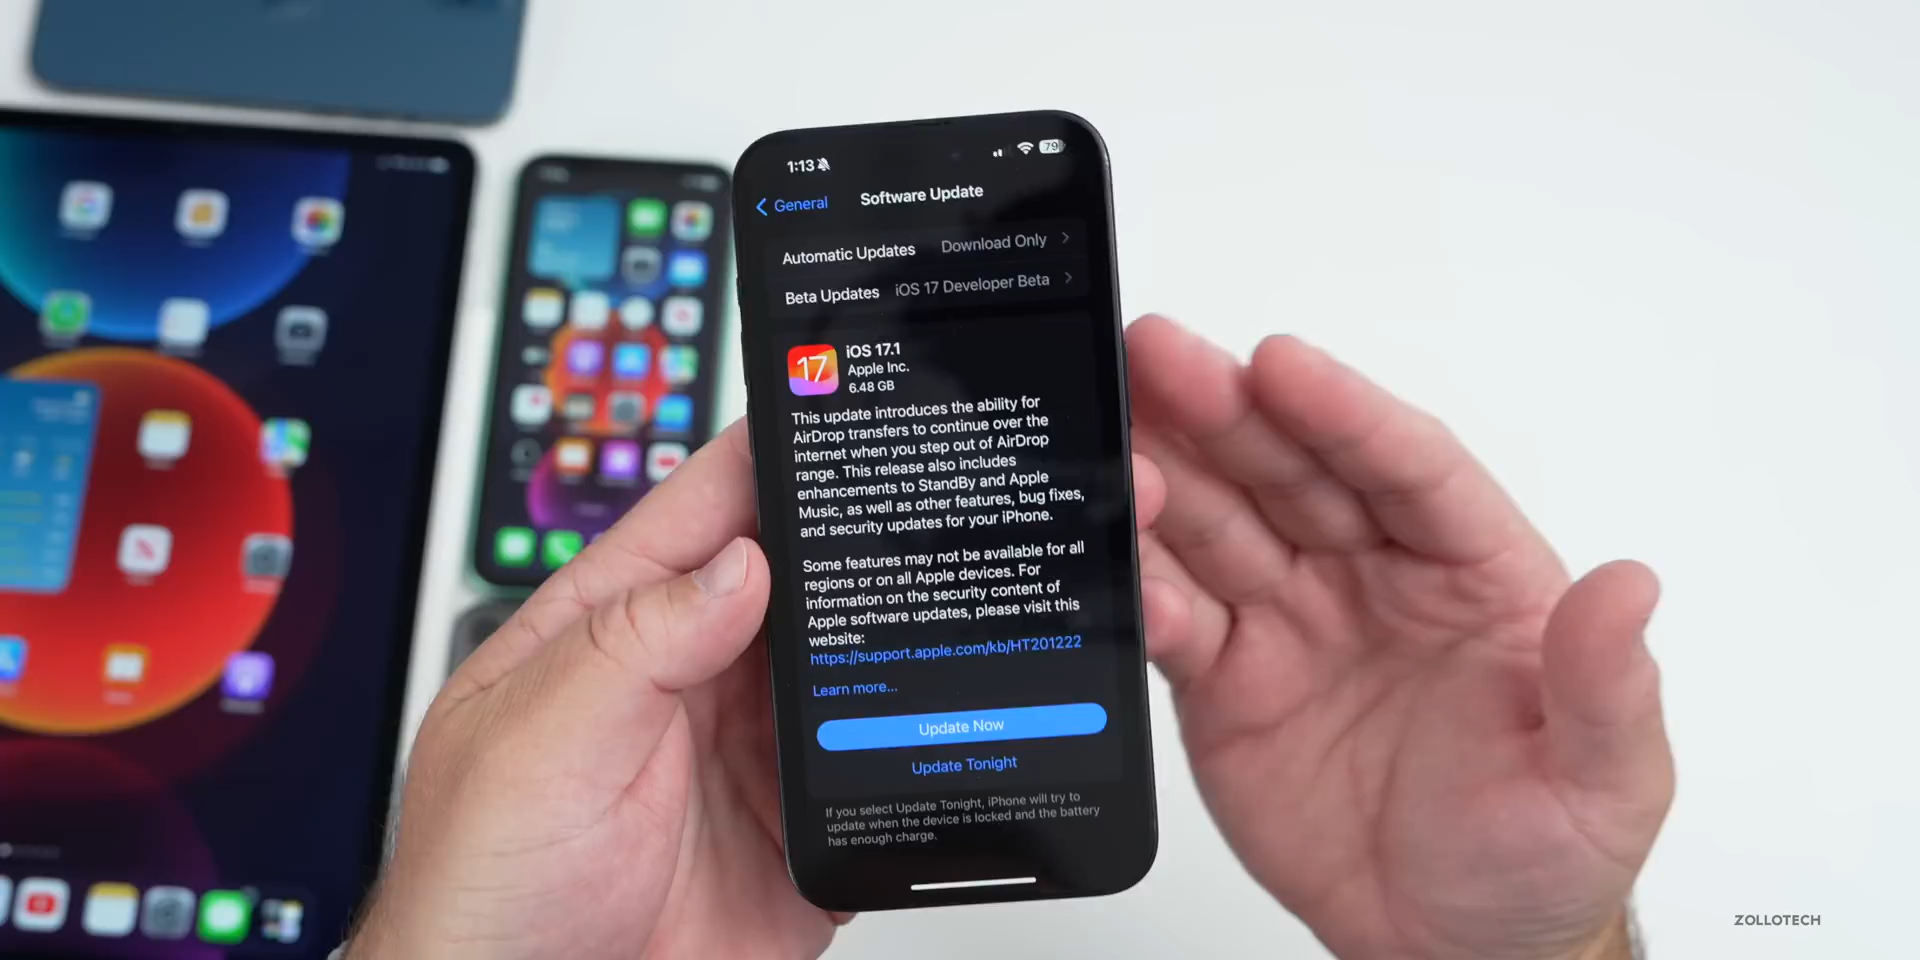 1:13
79
General
Software Update
Automatic Updates Download Only
Beta Updates iOS 17 Developer Beta
17
iOS 17.1
Apple Inc.
6.48 GB
This update introduces the ability for
AirDrop transfers to continue over the
internet when you step out of AirDrop
range. This release also includes
enhancements to StandBy and Apple
Music, as well as other features, bug fixes,
and security updates for your iPhone.
Some features may not be available for all
regions or on all Apple devices. For
information on the security content of
Apple software updates, please visit this
website:
https://support.apple.com/kb/HT201222
Learn more...
Update Now
Update Tonight
If you select Update Tonight, iPhone will try to
update when the device is locked and the battery
has enough charge.
ZOLLOTECH